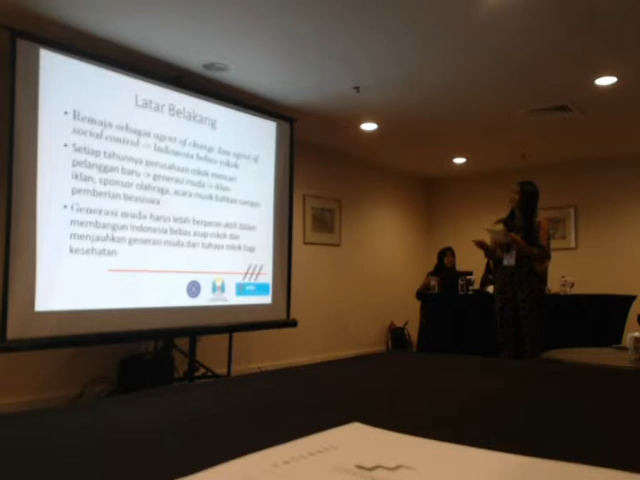 Latar Belakang
• Remaja sebagai agent of change dan agent of
social control -> Indonesia bebas rokok
• Setiap tahunnya perusahaan rokok mencari
pelanggan baru -> generasi muda -> iklan-
iklan, sponsor olahraga, acara musik bahkan sampai
pemberian beasiswa
• Generasi muda harus lebih berperan aktif dalam
membangun Indonesia bebas asap rokok dan
menjauhkan generasi muda dari bahaya rokok bagi
kesehatan